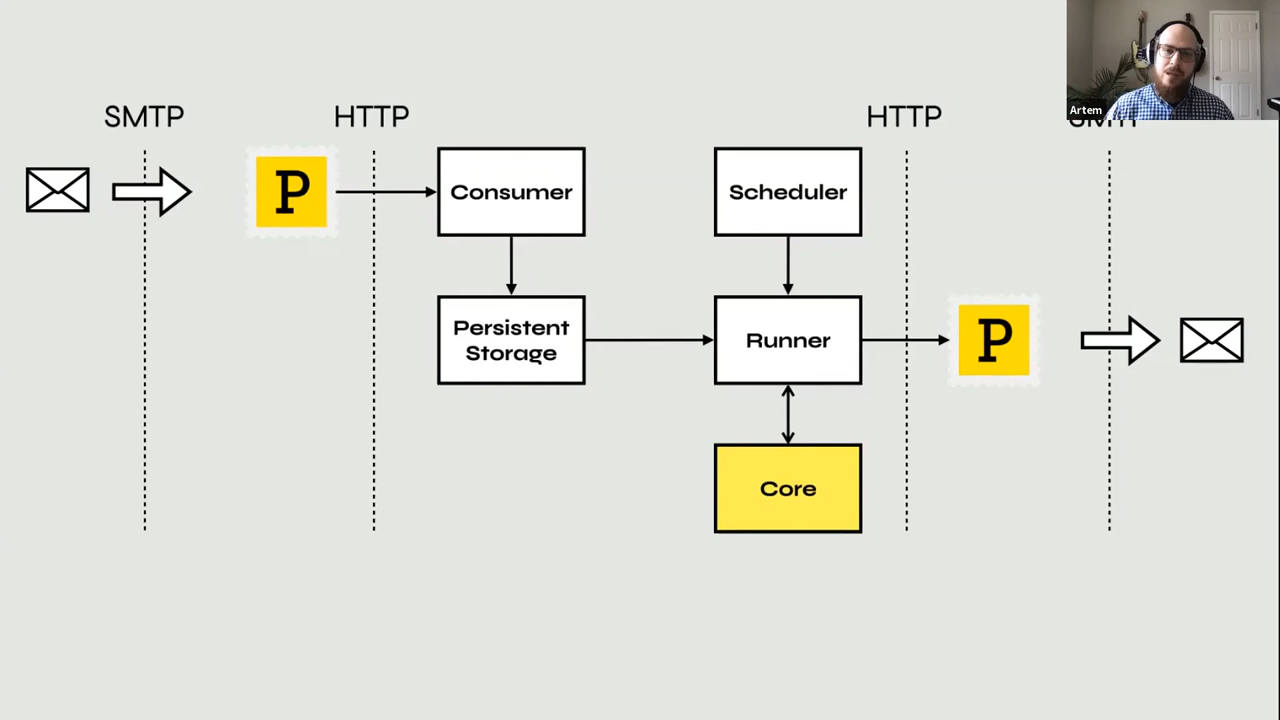 Artem
SMTP
HTTP
HTTP
P
Consumer
Scheduler
Persistent
Storage
Runner
P
Core